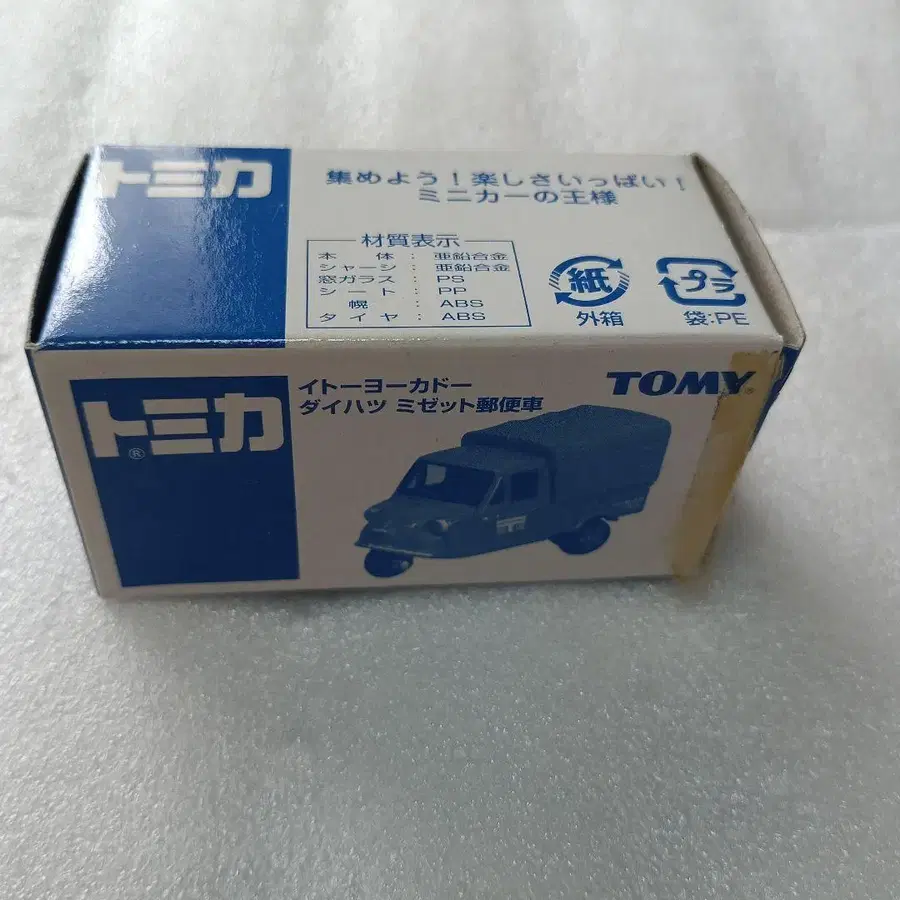 トミカ
集めよう!楽しさいっぱい!
ミニカーの王様
材質表示
本体:亜鉛合金
シャーシ:亜鉛合金
窓ガラス:PS
シート:PP
幌:ABS
タイヤ:ABS
紙
外箱
プラ
袋:PE
トミカ®
イトーヨーカドー
ダイハツ ミゼット郵便車
TOMY®